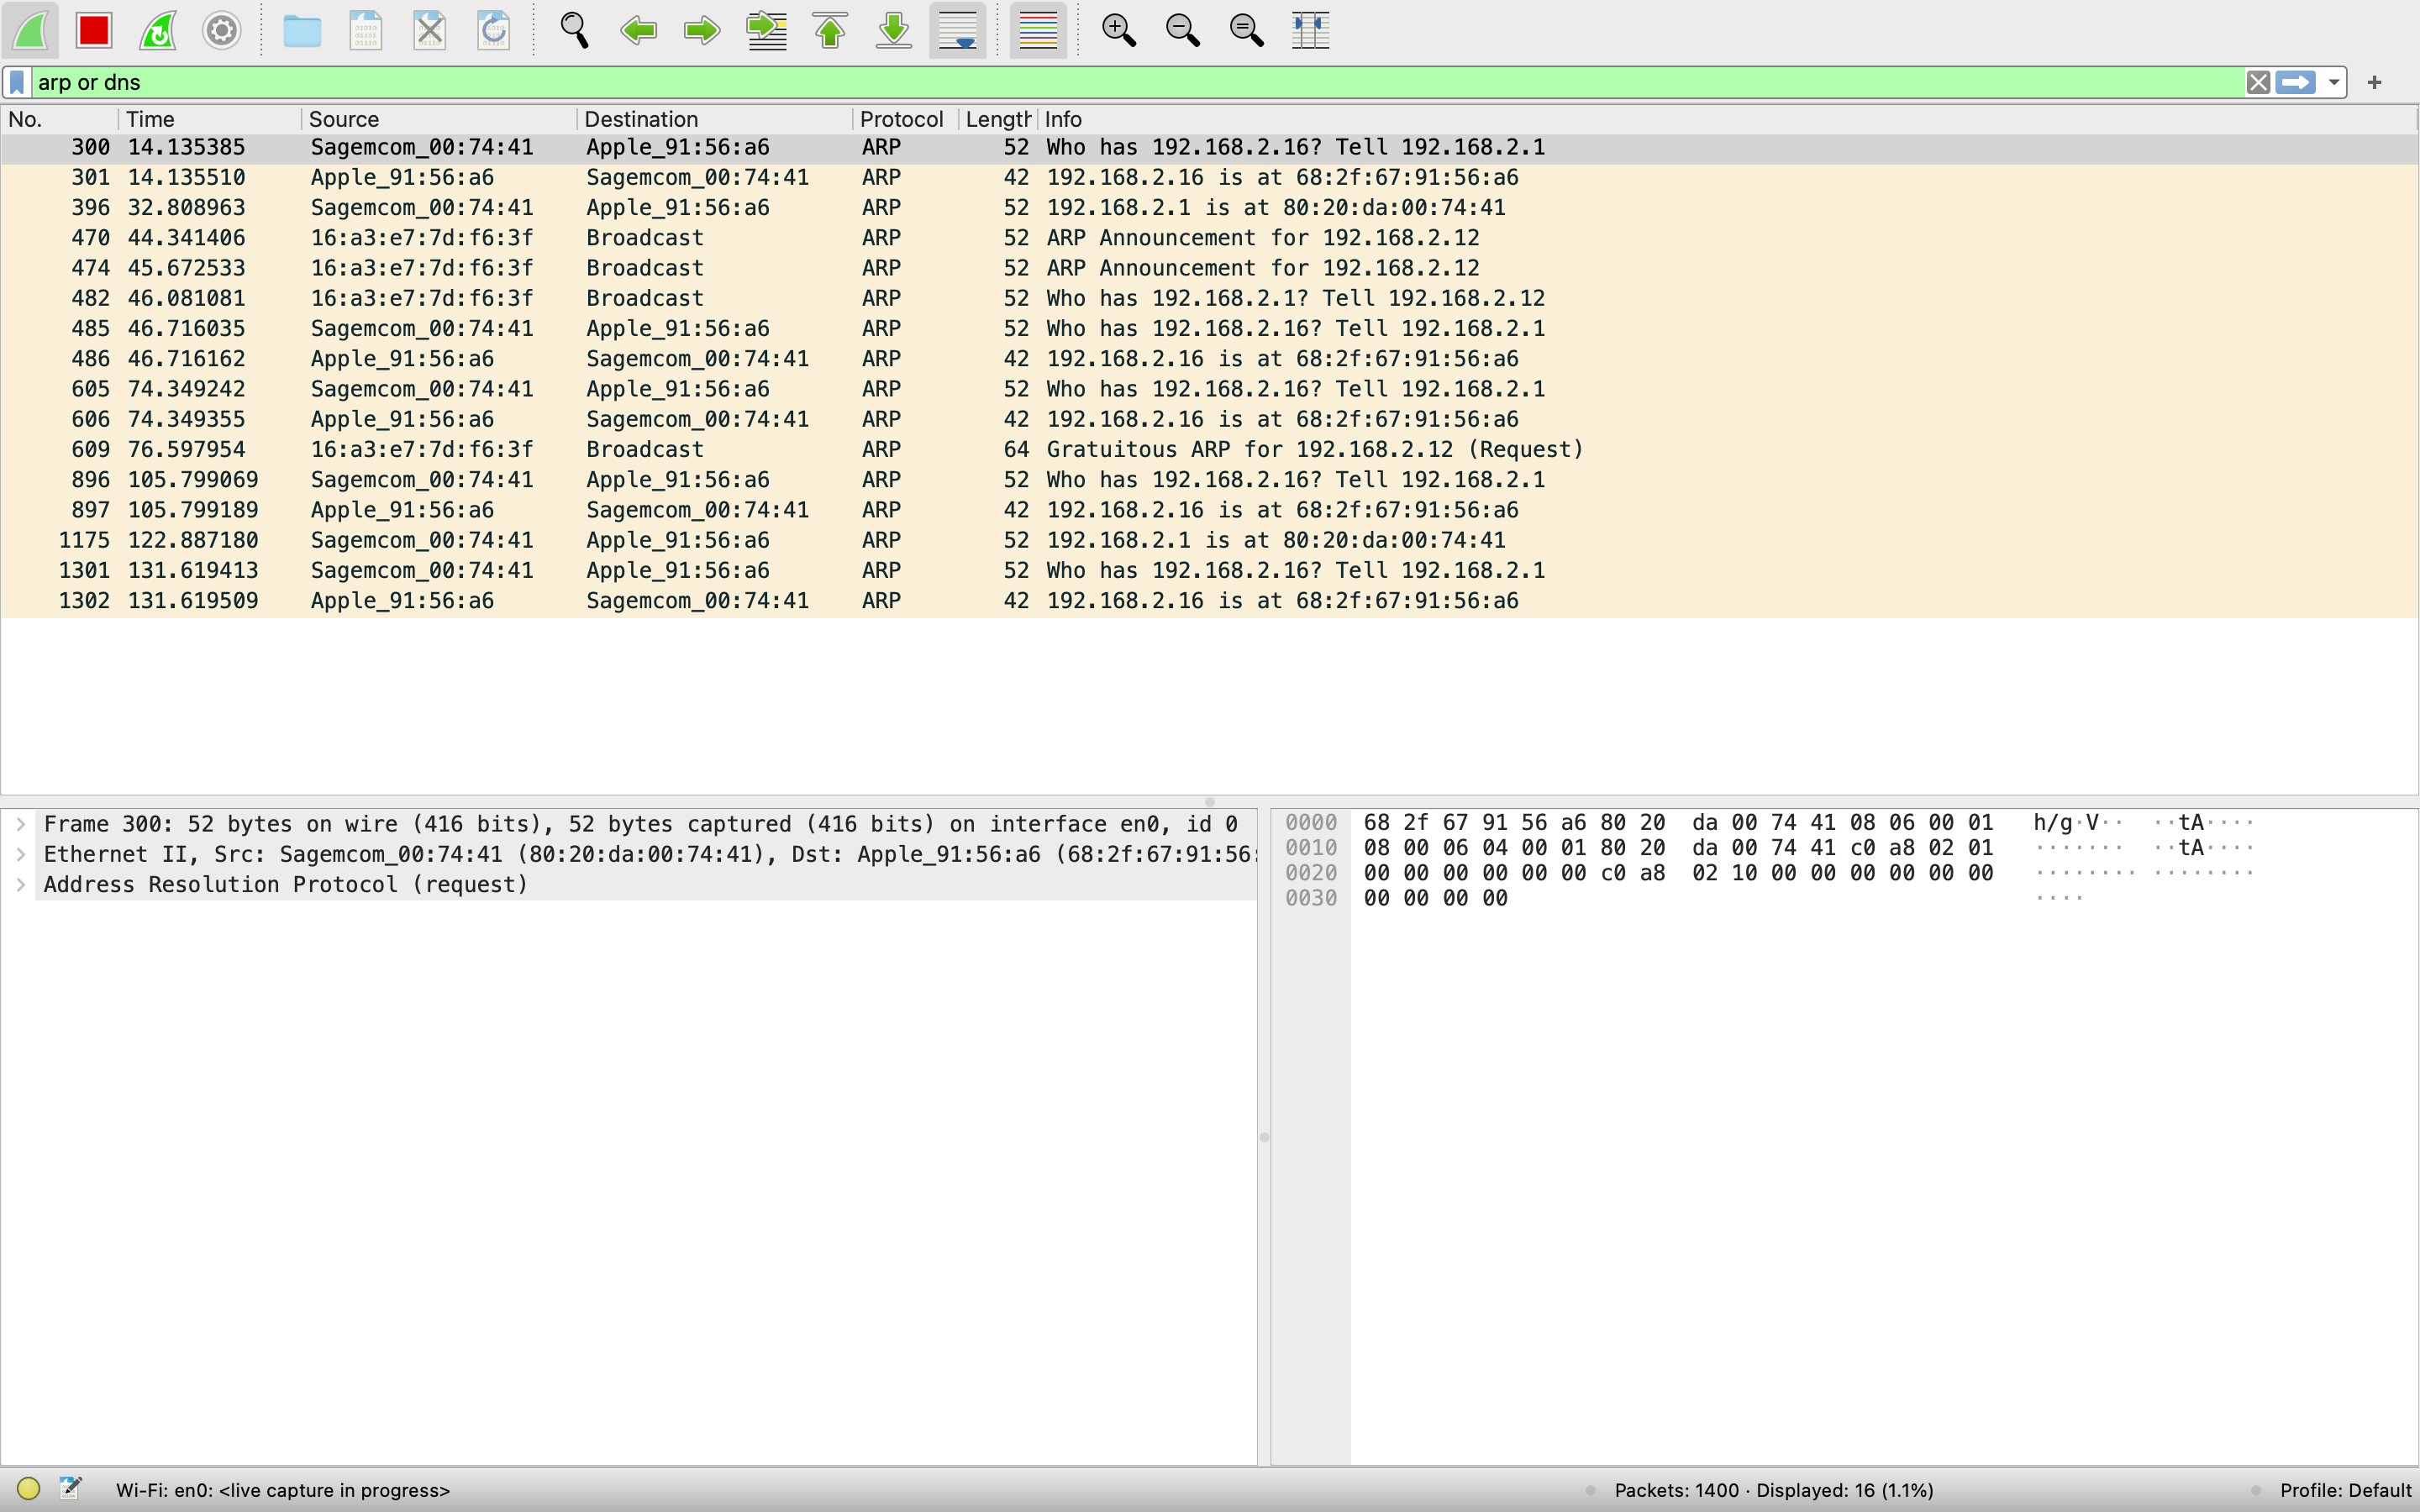 arp or dns
No. Time Source Destination Protocol Length Info
300 14.135385 Sagemcom_00:74:41 Apple_91:56:a6 ARP 52 Who has 192.168.2.16? Tell 192.168.2.1
301 14.135510 Apple_91:56:a6 Sagemcom_00:74:41 ARP 42 192.168.2.16 is at 68:2f:67:91:56:a6
396 32.808963 Sagemcom_00:74:41 Apple_91:56:a6 ARP 52 192.168.2.1 is at 80:20:da:00:74:41
470 44.341406 16:a3:e7:7d:f6:3f Broadcast ARP 52 ARP Announcement for 192.168.2.12
474 45.672533 16:a3:e7:7d:f6:3f Broadcast ARP 52 ARP Announcement for 192.168.2.12
482 46.081081 16:a3:e7:7d:f6:3f Broadcast ARP 52 Who has 192.168.2.1? Tell 192.168.2.12
485 46.716035 Sagemcom_00:74:41 Apple_91:56:a6 ARP 52 Who has 192.168.2.16? Tell 192.168.2.1
486 46.716162 Apple_91:56:a6 Sagemcom_00:74:41 ARP 42 192.168.2.16 is at 68:2f:67:91:56:a6
605 74.349242 Sagemcom_00:74:41 Apple_91:56:a6 ARP 52 Who has 192.168.2.16? Tell 192.168.2.1
606 74.349355 Apple_91:56:a6 Sagemcom_00:74:41 ARP 42 192.168.2.16 is at 68:2f:67:91:56:a6
609 76.597954 16:a3:e7:7d:f6:3f Broadcast ARP 64 Gratuitous ARP for 192.168.2.12 (Request)
896 105.799069 Sagemcom_00:74:41 Apple_91:56:a6 ARP 52 Who has 192.168.2.16? Tell 192.168.2.1
897 105.799189 Apple_91:56:a6 Sagemcom_00:74:41 ARP 42 192.168.2.16 is at 68:2f:67:91:56:a6
1175 122.887180 Sagemcom_00:74:41 Apple_91:56:a6 ARP 52 192.168.2.1 is at 80:20:da:00:74:41
1301 131.619413 Sagemcom_00:74:41 Apple_91:56:a6 ARP 52 Who has 192.168.2.16? Tell 192.168.2.1
1302 131.619509 Apple_91:56:a6 Sagemcom_00:74:41 ARP 42 192.168.2.16 is at 68:2f:67:91:56:a6
Frame 300: 52 bytes on wire (416 bits), 52 bytes captured (416 bits) on interface en0, id 0
Ethernet II, Src: Sagemcom_00:74:41 (80:20:da:00:74:41), Dst: Apple_91:56:a6 (68:2f:67:91:56:
Address Resolution Protocol (request)
0000 68 2f 67 91 56 a6 80 20 da 00 74 41 08 06 00 01 h/g·V·· ··tA····
0010 08 00 06 04 00 01 80 20 da 00 74 41 c0 a8 02 01 ······· ··tA····
0020 00 00 00 00 00 00 c0 a8 02 10 00 00 00 00 00 00 ········ ········
0030 00 00 00 00 ····
Wi-Fi: en0: <live capture in progress> Packets: 1400 · Displayed: 16 (1.1%) Profile: Default